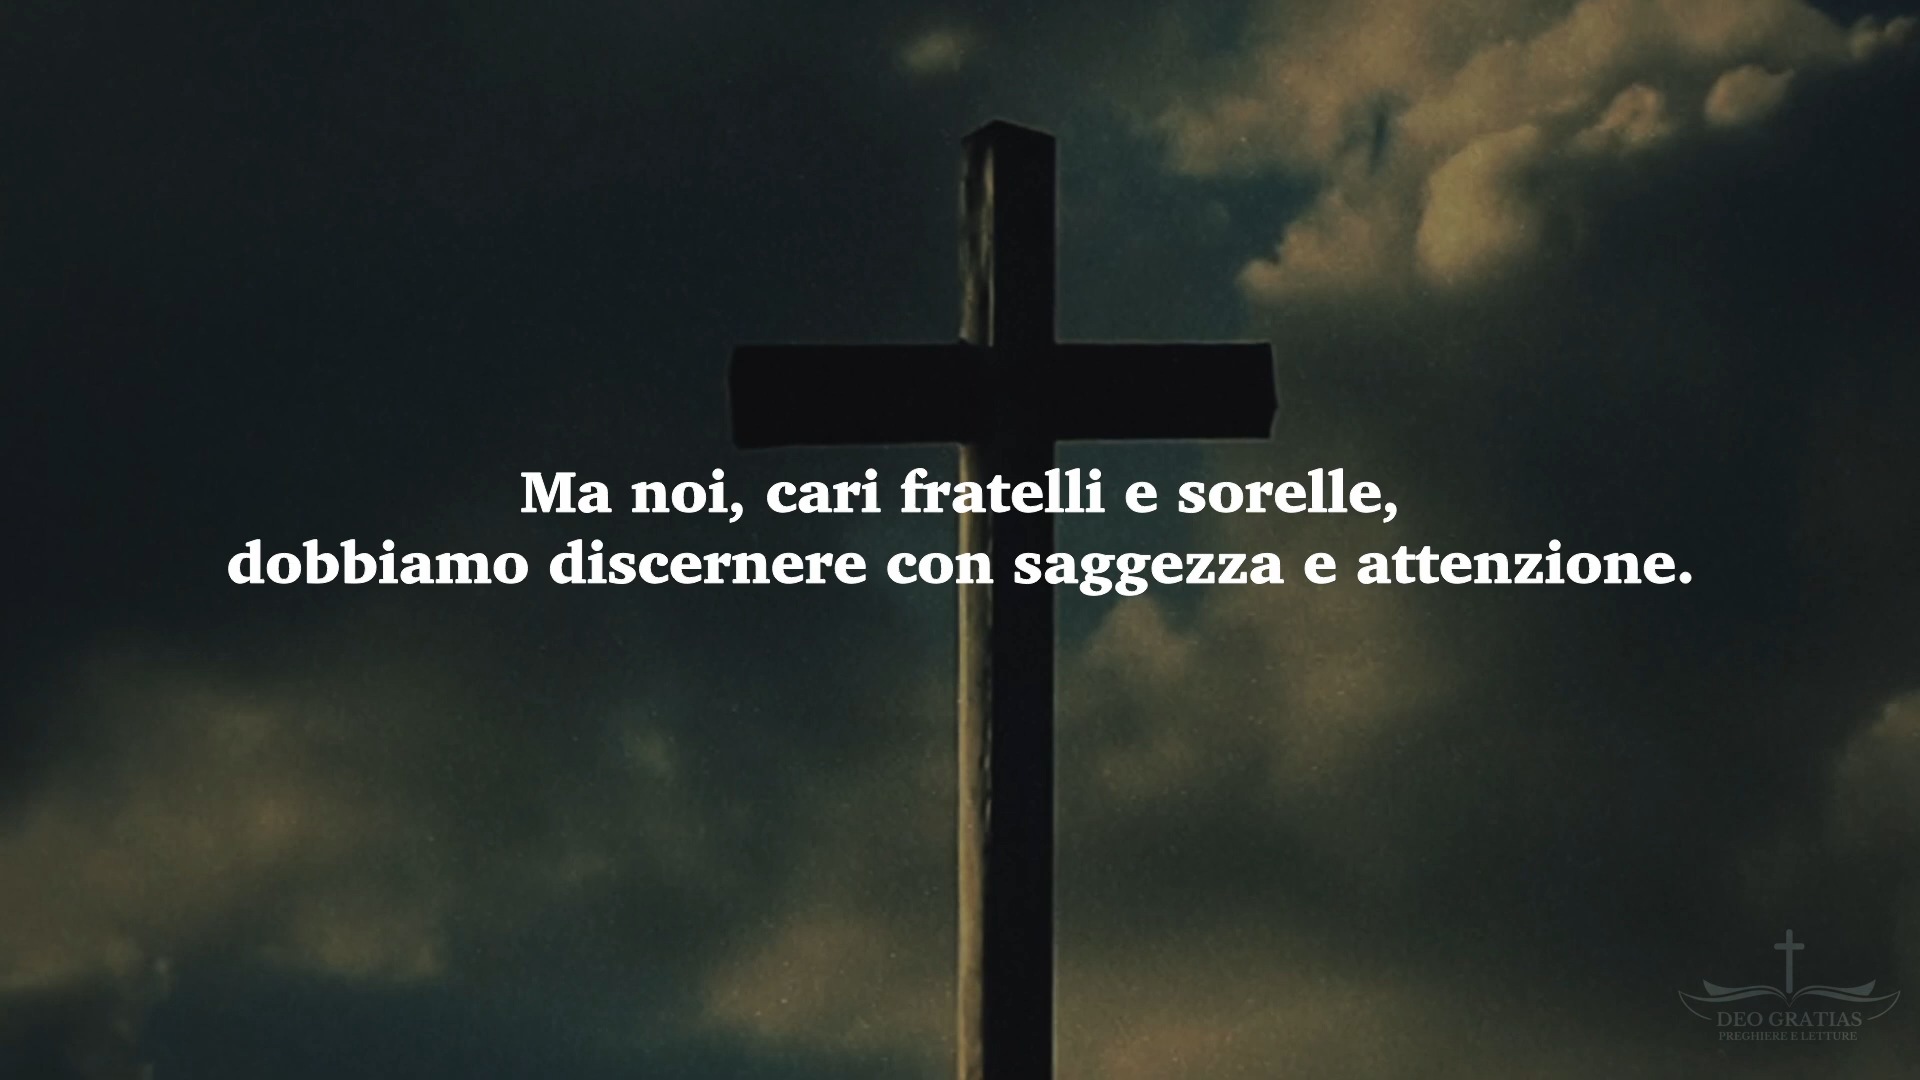 Ma noi, cari fratelli e sorelle,
dobbiamo discernere con saggezza e attenzione.
DEO GRATIAS
PREGHIERE E LETTURE